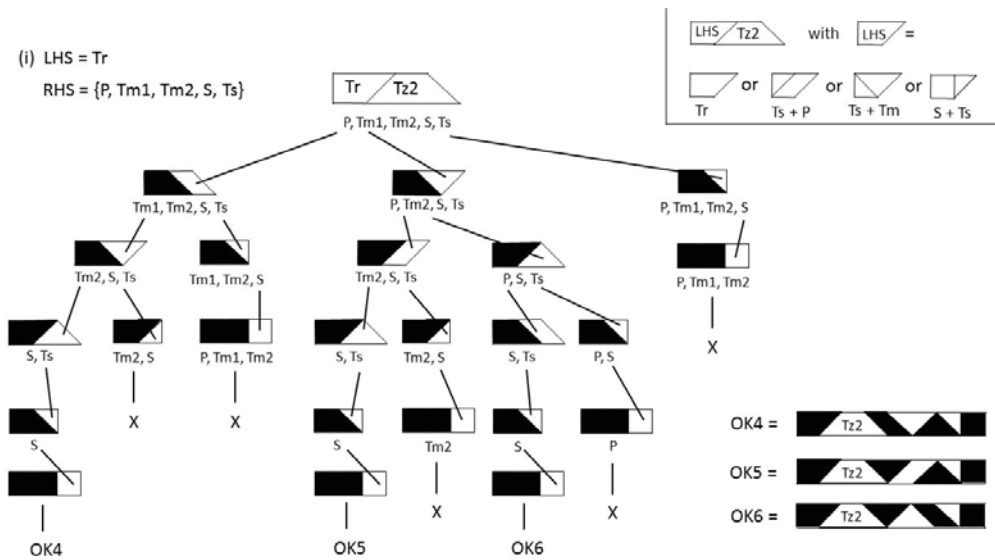 (i) LHS = Tr
RHS = {P, Tm1, Tm2, S, Ts}
LHS Tz2 with LHS =
or or or
Tr Ts + P Ts + Tm S + Ts
Tr Tz2
P, Tm1, Tm2, S, Ts
Tm1, Tm2, S, Ts P, Tm2, S, Ts P, Tm1, Tm2, S
Tm2, S, Ts Tm1, Tm2, S Tm2, S, Ts P, S, Ts P, Tm1, Tm2
S, Ts Tm2, S P, Tm1, Tm2 S, Ts Tm2, S S, Ts P, S X
S X X S Tm2 S P
OK4 X OK5 X OK6 X
OK4 = Tz2
OK5 = Tz2
OK6 = Tz2